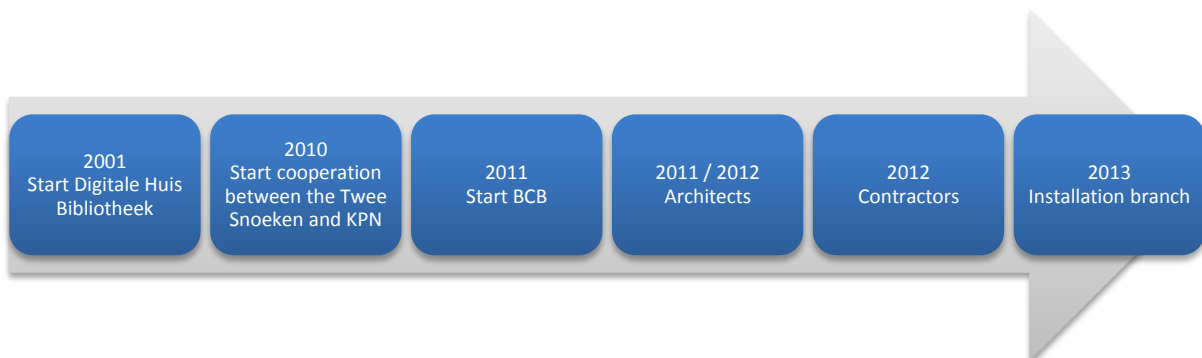 2001
Start Digitale Huis
Bibliotheek
2010
Start cooperation
between the Twee
Snoeken and KPN
2011
Start BCB
2011 / 2012
Architects
2012
Contractors
2013
Installation branch